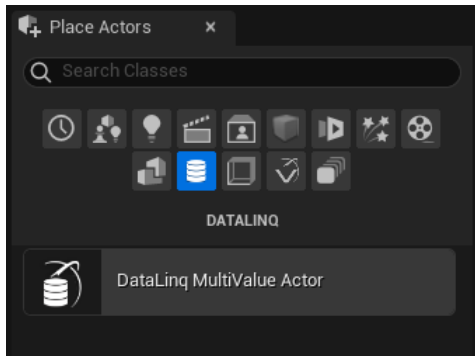 Place Actors
Search Classes
DATALINQ
DataLinq MultiValue Actor